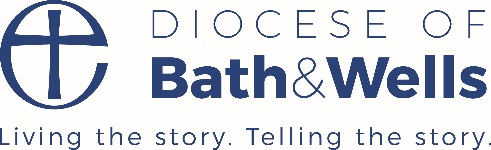 DIOCESE OF
Bath&Wells
Living the story. Telling the story.